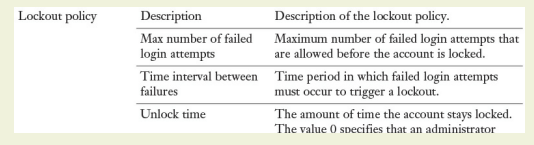 Lockout policy Description Description of the lockout policy.
Max number of failed Maximum number of failed login attempts that
login attempts are allowed before the account is locked.
Time interval between Time period in which failed login attempts
failures must occur to trigger a lockout.
Unlock time The amount of time the account stays locked.
The value 0 specifies that an administrator